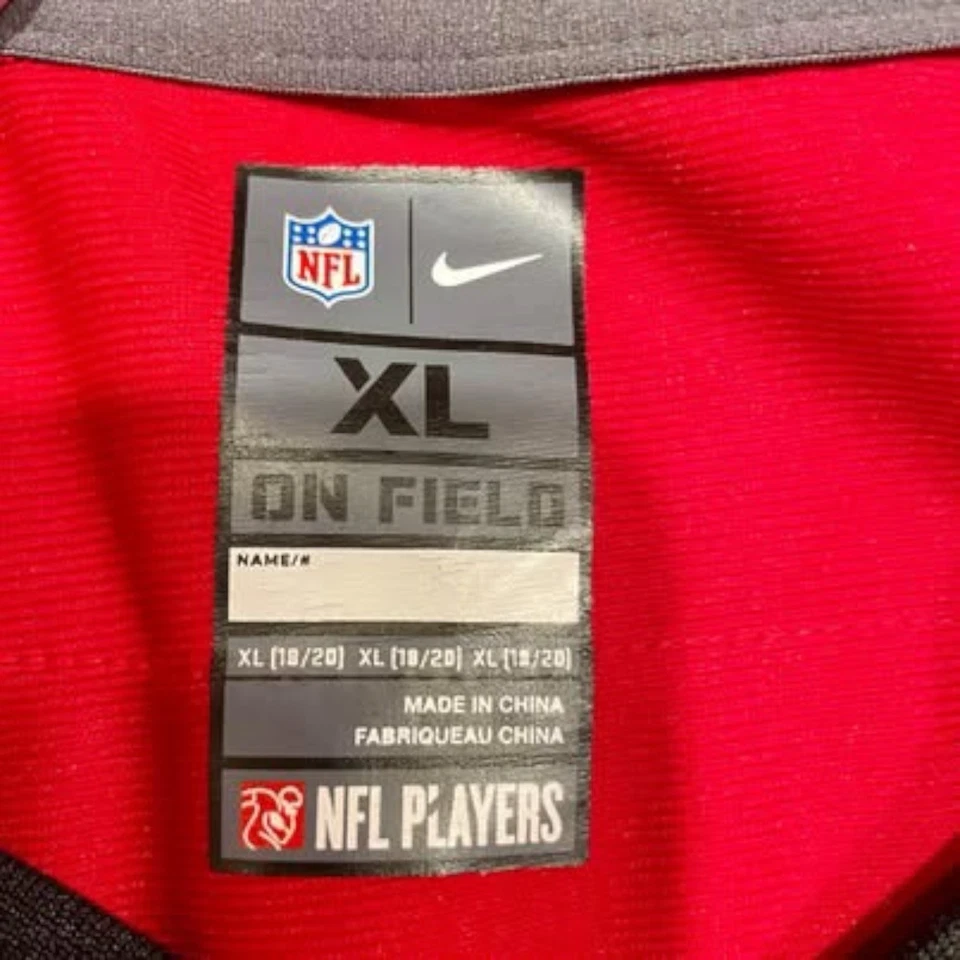 NFL
XL
ON FIELD
NAME/#
XL (18/20) XL (18/20) XL (18/20)
MADE IN CHINA
FABRIQUEAU CHINA
NFL PLAYERS